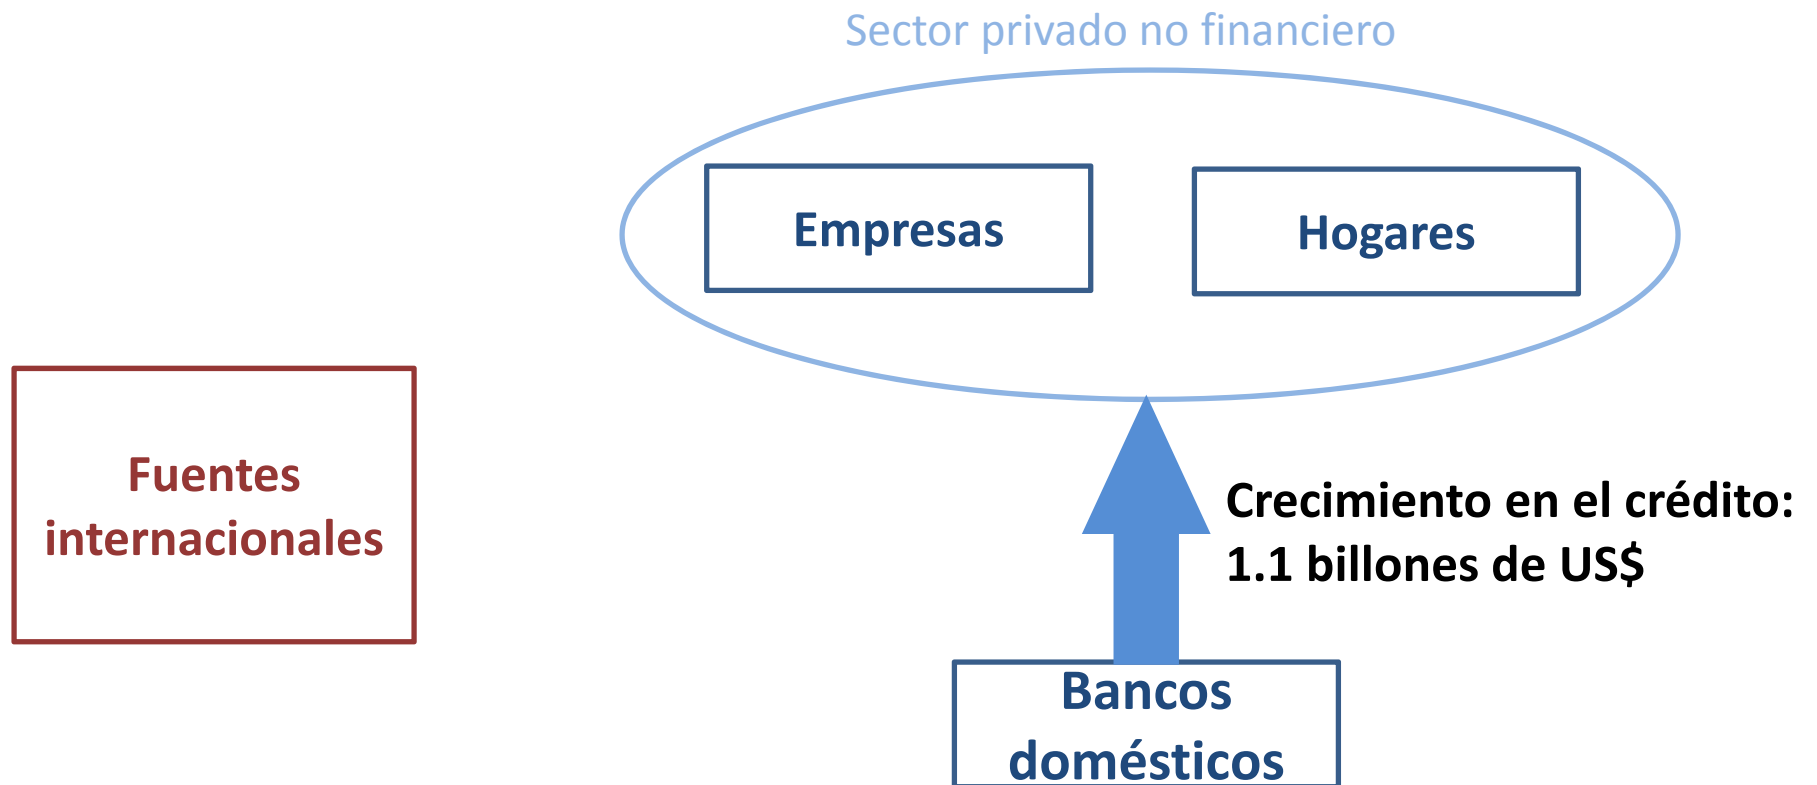 Sector privado no financiero
Empresas
Hogares
Fuentes
internacionales
Crecimiento en el crédito:
1.1 billones de US$
Bancos
domésticos